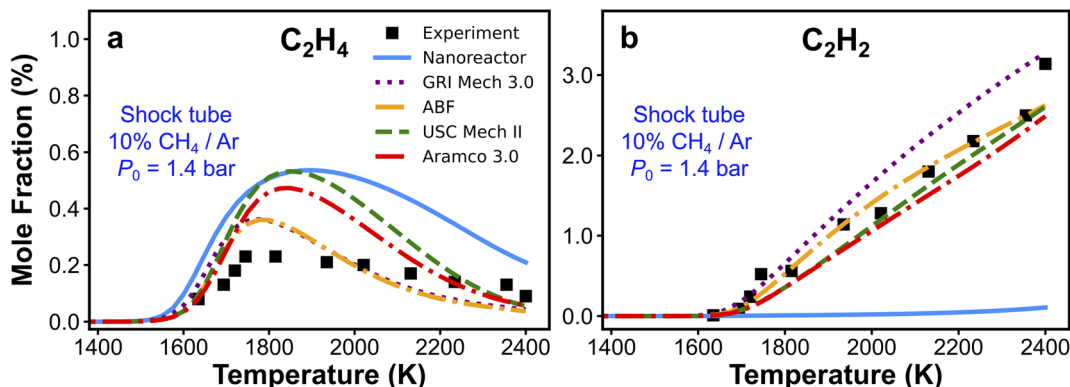 a
C₂H₄
Experiment
Nanoreactor
GRI Mech 3.0
ABF
USC Mech II
Aramco 3.0
Shock tube
10% CH₄ / Ar
P₀ = 1.4 bar
Mole Fraction (%)
1.0
0.8
0.6
0.4
0.2
0.0
1400 1600 1800 2000 2200 2400
Temperature (K)
b
C₂H₂
Shock tube
10% CH₄ / Ar
P₀ = 1.4 bar
3.0
2.0
1.0
0.0
1400 1600 1800 2000 2200 2400
Temperature (K)